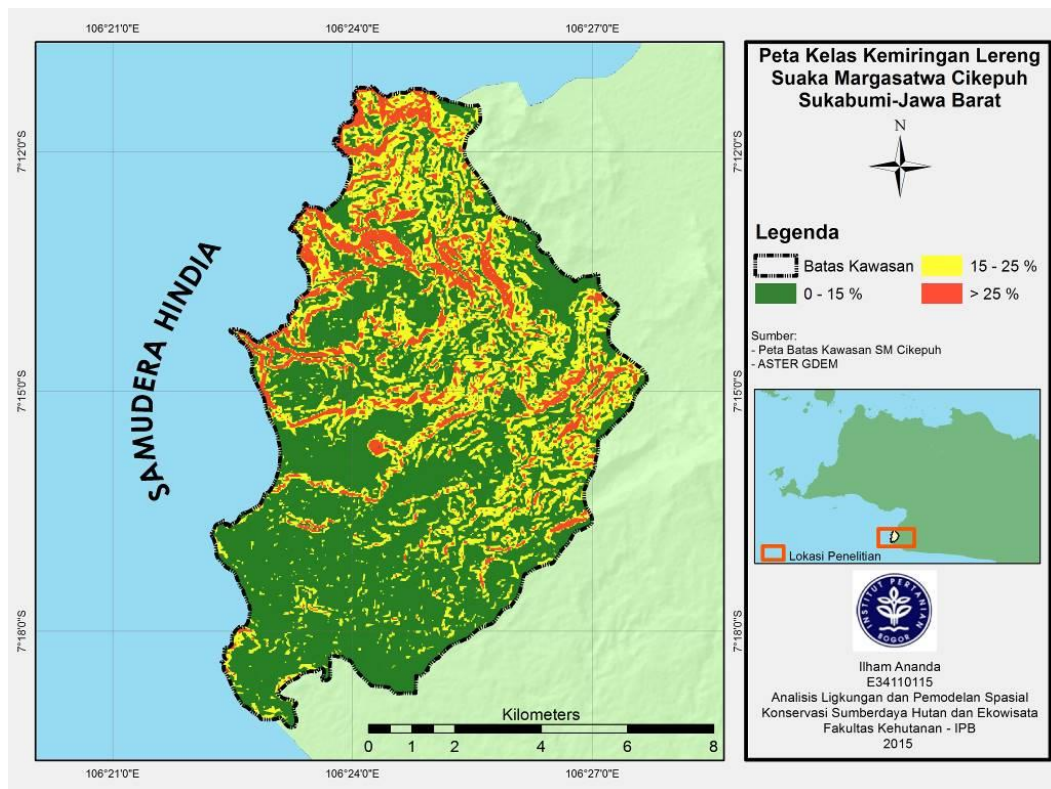 106°21'0"E 106°24'0"E 106°27'0"E
7°12'0"S 7°12'0"S
7°15'0"S 7°15'0"S
7°18'0"S 7°18'0"S
SAMUDERA HINDIA
Kilometers
0 1 2 4 6 8
106°21'0"E 106°24'0"E 106°27'0"E
Peta Kelas Kemiringan Lereng
Suaka Margasatwa Cikepuh
Sukabumi-Jawa Barat
N
Legenda
Batas Kawasan 15 - 25 %
0 - 15 % > 25 %
Sumber:
- Peta Batas Kawasan SM Cikepuh
- ASTER GDEM
Lokasi Penelitian
INSTITUT PERTANIAN
BOGOR
Ilham Ananda
E34110115
Analisis Ligkungan dan Pemodelan Spasial
Konservasi Sumberdaya Hutan dan Ekowisata
Fakultas Kehutanan - IPB
2015